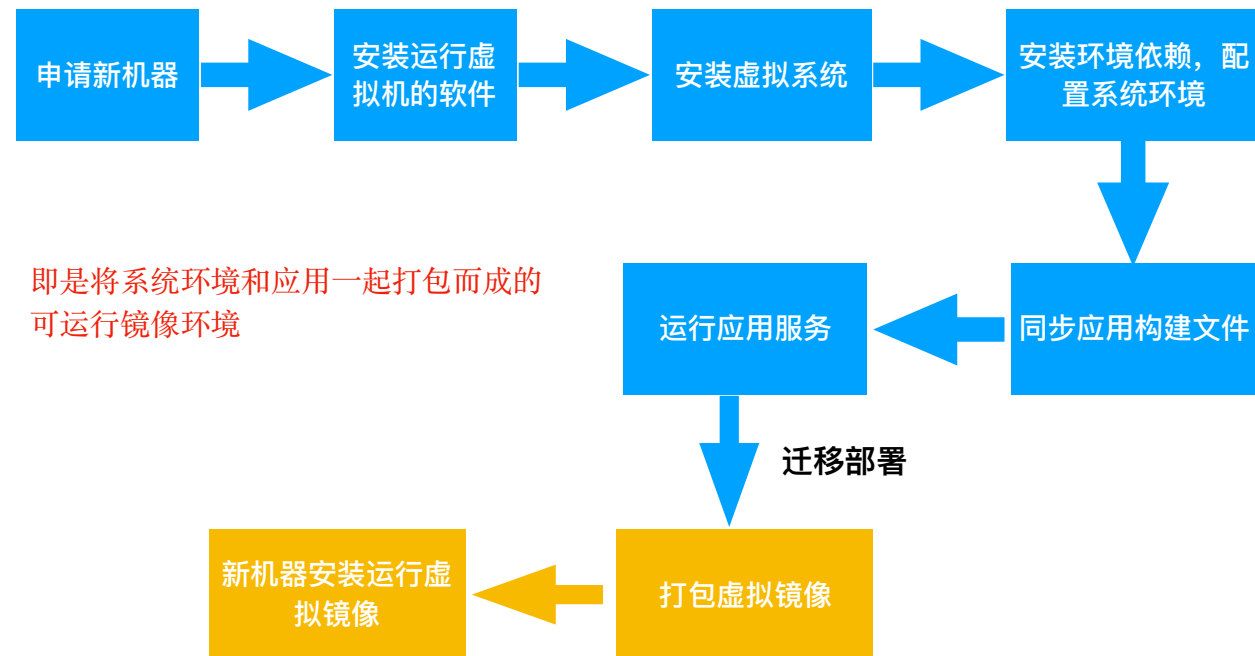 申请新机器
安装运行虚
拟机的软件
安装虚拟系统
安装环境依赖，配
置系统环境
即是将系统环境和应用一起打包而成的
可运行镜像环境
运行应用服务
同步应用构建文件
迁移部署
新机器安装运行虚
拟镜像
打包虚拟镜像